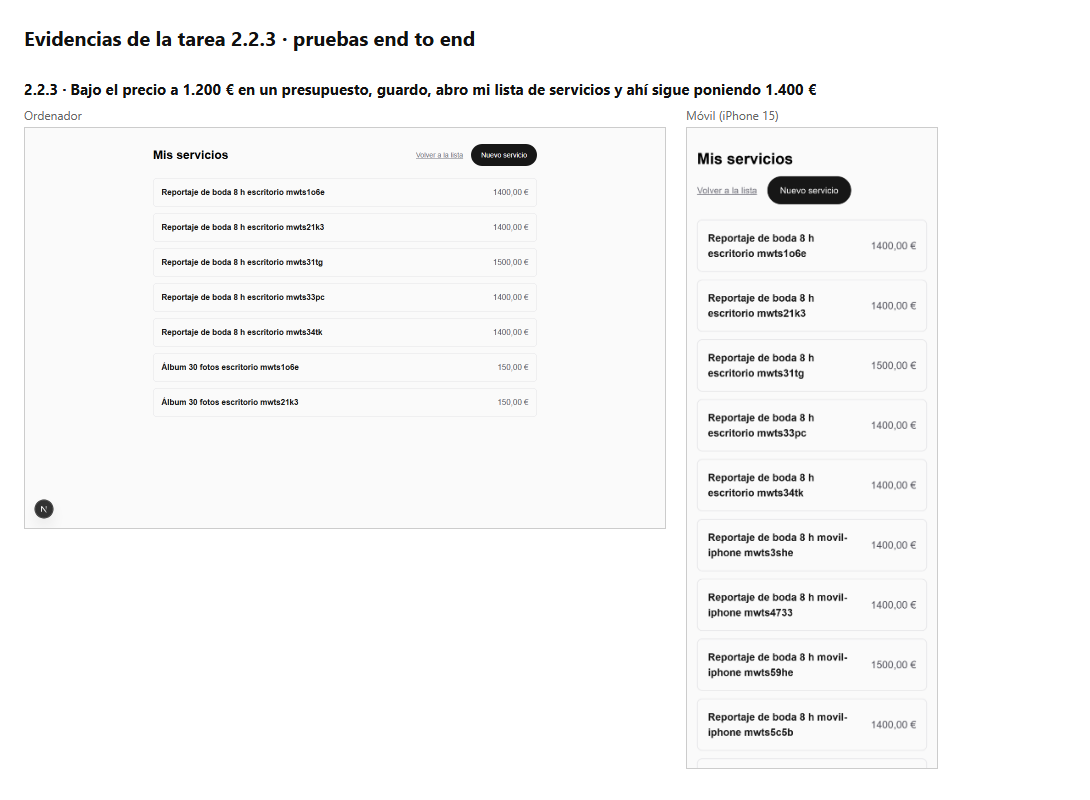 Evidencias de la tarea 2.2.3 · pruebas end to end
2.2.3 · Bajo el precio a 1.200 € en un presupuesto, guardo, abro mi lista de servicios y ahí sigue poniendo 1.400 €
Ordenador
Mis servicios
Volver a la lista
Nuevo servicio
Reportaje de boda 8 h escritorio mwts1o6e 1400,00 €
Reportaje de boda 8 h escritorio mwts21k3 1400,00 €
Reportaje de boda 8 h escritorio mwts31tg 1500,00 €
Reportaje de boda 8 h escritorio mwts33pc 1400,00 €
Reportaje de boda 8 h escritorio mwts34tk 1400,00 €
Álbum 30 fotos escritorio mwts1o6e 150,00 €
Álbum 30 fotos escritorio mwts21k3 150,00 €
N
Móvil (iPhone 15)
Mis servicios
Volver a la lista
Nuevo servicio
Reportaje de boda 8 h
escritorio mwts1o6e
1400,00 €
Reportaje de boda 8 h
escritorio mwts21k3
1400,00 €
Reportaje de boda 8 h
escritorio mwts31tg
1500,00 €
Reportaje de boda 8 h
escritorio mwts33pc
1400,00 €
Reportaje de boda 8 h
escritorio mwts34tk
1400,00 €
Reportaje de boda 8 h movil-
iphone mwts3she
1400,00 €
Reportaje de boda 8 h movil-
iphone mwts4733
1400,00 €
Reportaje de boda 8 h movil-
iphone mwts59he
1500,00 €
Reportaje de boda 8 h movil-
iphone mwts5c5b
1400,00 €